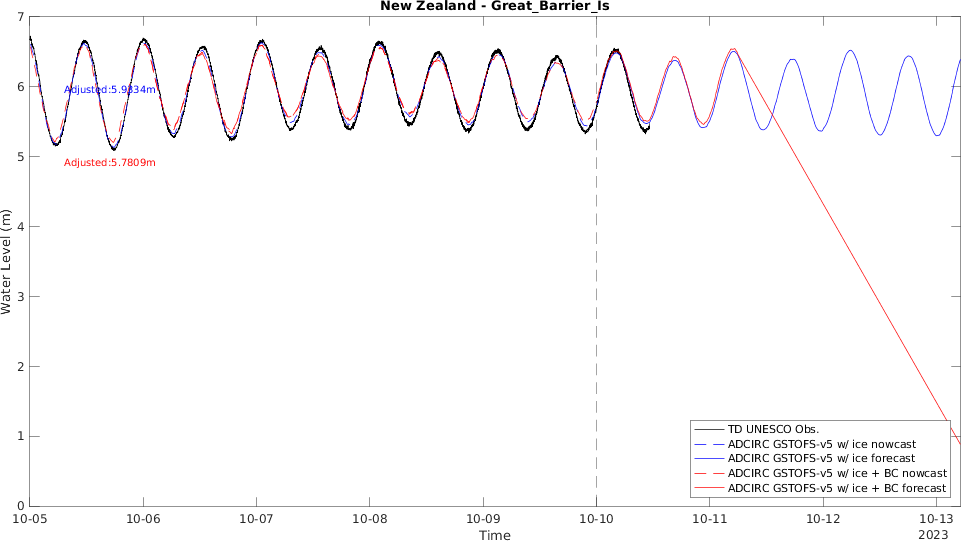 New Zealand - Great_Barrier_Is
7
6
5
4
3
2
1
0
Water Level (m)
Adjusted:5.9334m
Adjusted:5.7809m
TD UNESCO Obs.
ADCIRC GSTOFS-v5 w/ ice nowcast
ADCIRC GSTOFS-v5 w/ ice forecast
ADCIRC GSTOFS-v5 w/ ice + BC nowcast
ADCIRC GSTOFS-v5 w/ ice + BC forecast
10-05 10-06 10-07 10-08 10-09 10-10 10-11 10-12 10-13
Time
2023